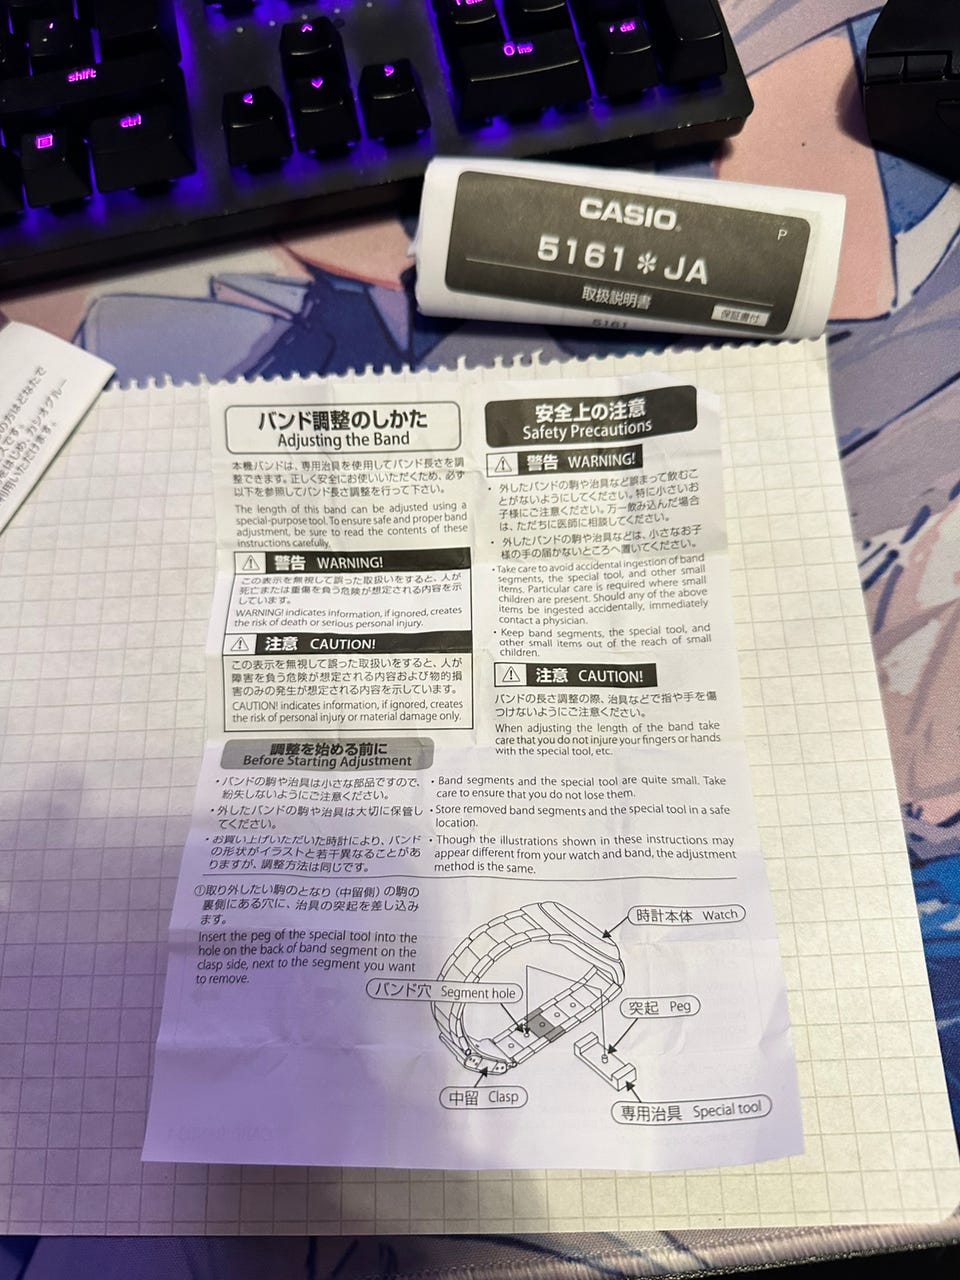 shift
ctrl
0 ins
. del
CASIO
P
5161✻JA
取扱説明書
保証書付
5161
バンド調整のしかた
Adjusting the Band
本機バンドは、専用治具を使用してバンド長さを調
整できます。正しく安全にお使いいただくため、必ず
以下を参照してバンド長さ調整を行って下さい。
The length of this band can be adjusted using a
special-purpose tool. To ensure safe and proper band
adjustment, be sure to read the contents of these
instructions carefully.
警告 WARNING!
この表示を無視して誤った取扱いをすると、人が
死亡または重傷を負う危険が想定される内容を示
しています。
WARNING! indicates information, if ignored, creates
the risk of death or serious personal injury.
注意 CAUTION!
この表示を無視して誤った取扱いをすると、人が
障害を負う危険が想定される内容および物的損
害のみの発生が想定される内容を示しています。
CAUTION! indicates information, if ignored, creates
the risk of personal injury or material damage only.
安全上の注意
Safety Precautions
警告 WARNING!
・外したバンドの駒や治具など誤まって飲むこ
とがないようにしてください。特に小さいお
子様にご注意ください。万一飲み込んだ場合
は、ただちに医師に相談してください。
・外したバンドの駒や治具などは、小さなお子
様の手の届かないところへ置いてください。
• Take care to avoid accidental ingestion of band
segments, the special tool, and other small
items. Particular care is required where small
children are present. Should any of the above
items be ingested accidentally, immediately
contact a physician.
• Keep band segments, the special tool, and
other small items out of the reach of small
children.
注意 CAUTION!
バンドの長さ調整の際、治具などで指や手を傷
つけないようにご注意ください。
When adjusting the length of the band take
care that you do not injure your fingers or hands
with the special tool, etc.
調整を始める前に
Before Starting Adjustment
・バンドの駒や治具は小さな部品ですので、
紛失しないようにご注意ください。
・外したバンドの駒や治具は大切に保管し
てください。
・お買い上げいただいた時計により、バンド
の形状がイラストと若干異なることがあ
りますが、調整方法は同じです。
• Band segments and the special tool are quite small. Take
care to ensure that you do not lose them.
• Store removed band segments and the special tool in a safe
location.
• Though the illustrations shown in these instructions may
appear different from your watch and band, the adjustment
method is the same.
①取り外したい駒のとなり（中留側）の駒の
裏側にある穴に、治具の突起を差し込み
ます。
Insert the peg of the special tool into the
hole on the back of band segment on the
clasp side, next to the segment you want
to remove.
時計本体 Watch
バンド穴 Segment hole
突起 Peg
中留 Clasp
専用治具 Special tool